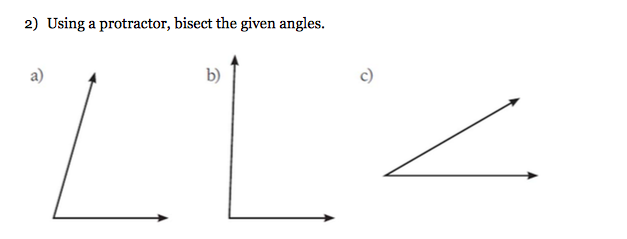 2) Using a protractor, bisect the given angles.
a) b) c)